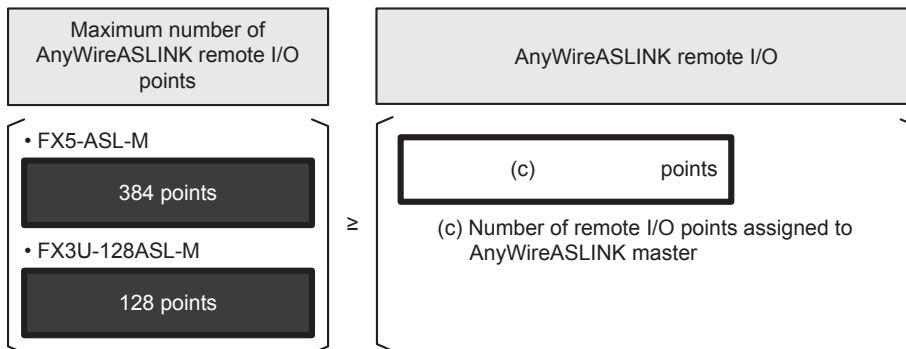 Maximum number of
AnyWireASLINK remote I/O
points
AnyWireASLINK remote I/O
• FX5-ASL-M
384 points
• FX3U-128ASL-M
128 points
≥
(c) points
(c) Number of remote I/O points assigned to
AnyWireASLINK master